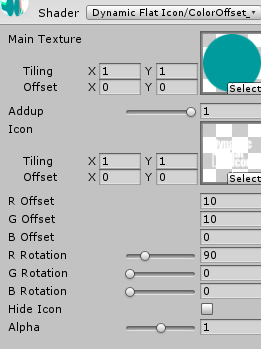 Shader Dynamic Flat Icon/ColorOffset_
Main Texture
Tiling X 1 Y 1
Offset X 0 Y 0
Select
Addup 1
Icon
Tiling X 1 Y 1
Offset X 0 Y 0
Select
R Offset 10
G Offset 10
B Offset 0
R Rotation 90
G Rotation 0
B Rotation 0
Hide Icon
Alpha 1